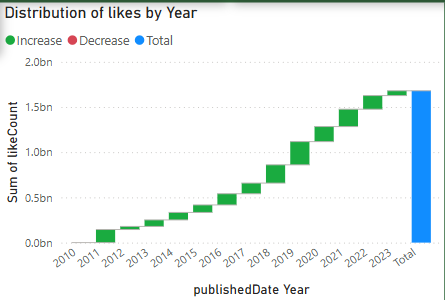 Distribution of likes by Year
Increase Decrease Total
2.0bn
1.5bn
1.0bn
0.5bn
0.0bn
Sum of likeCount
2010 2011 2012 2013 2014 2015 2016 2017 2018 2019 2020 2021 2022 2023 Total
publishedDate Year